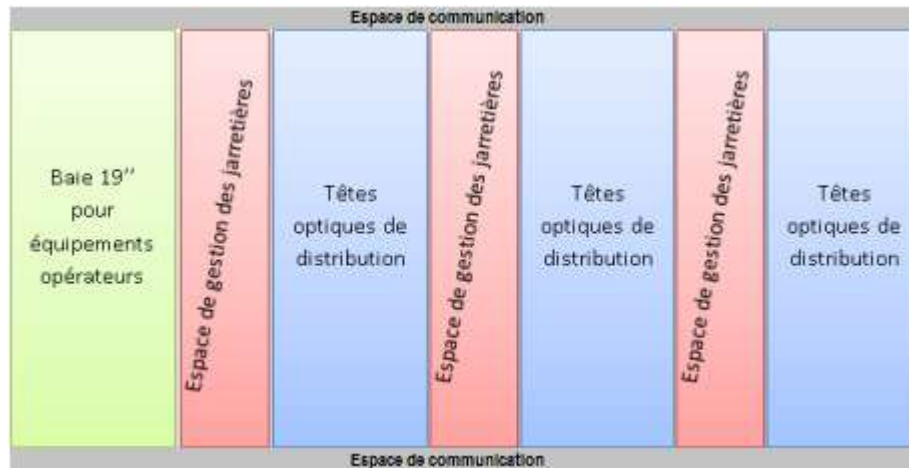 Espace de communication
Baie 19’’
pour
équipements
opérateurs
Espace de gestion des jarretières
Têtes
optiques de
distribution
Espace de gestion des jarretières
Têtes
optiques de
distribution
Espace de gestion des jarretières
Têtes
optiques de
distribution
Espace de communication